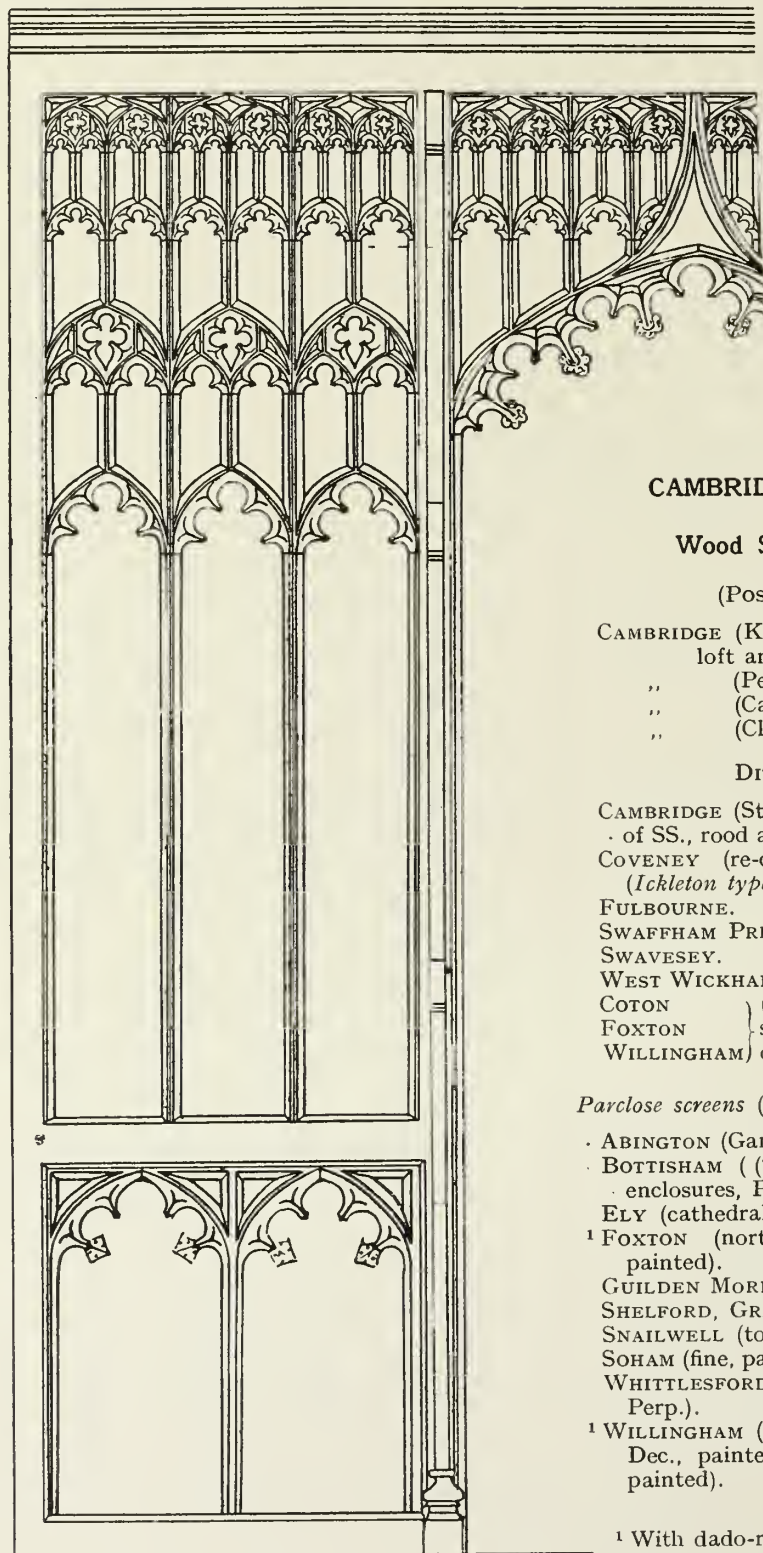 CAMBRID
Wood S
(Pos
CAMBRIDGE (K
loft an
,, (Pe
,, (Ca
,, (Cl
DI
CAMBRIDGE (St
of SS., rood a
COVENEY (re-c
(Ickleton typ
FULBOURNE.
SWAFFHAM PRI
SWAVESEY.
WEST WICKHA
COTON
FOXTON s
WILLINGHAM
Parclose screens (
ABINGTON (Gar
BOTTISHAM ( (
enclosures, F
ELY (cathedral
¹ FOXTON (nort
painted).
GUILDEN MOR
SHELFORD, GR
SNAILWELL (to
SOHAM (fine, pa
WHITTLESFORD
Perp.).
¹ WILLINGHAM (
Dec., painte
painted).
¹ With dado-r